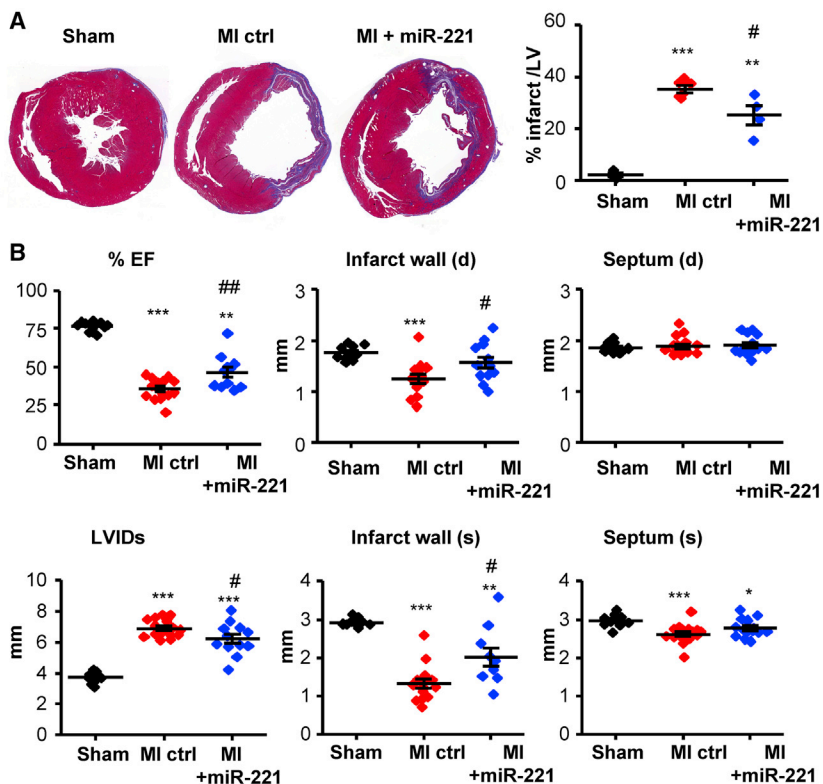 A
Sham
MI ctrl
MI + miR-221
% infarct /LV
60
40
20
0
***
#
**
Sham
MI ctrl
MI
+miR-221
B
% EF
100
75
50
25
0
***
##
**
Sham
MI ctrl
MI
+miR-221
Infarct wall (d)
mm
3
2
1
0
***
#
Sham
MI ctrl
MI
+miR-221
Septum (d)
mm
3
2
1
0
Sham
MI ctrl
MI
+miR-221
LVIDs
mm
10
8
6
4
2
0
***
#
***
Sham
MI ctrl
MI
+miR-221
Infarct wall (s)
mm
4
3
2
1
0
***
#
**
Sham
MI ctrl
MI
+miR-221
Septum (s)
mm
4
3
2
1
0
***
*
Sham
MI ctrl
MI
+miR-221